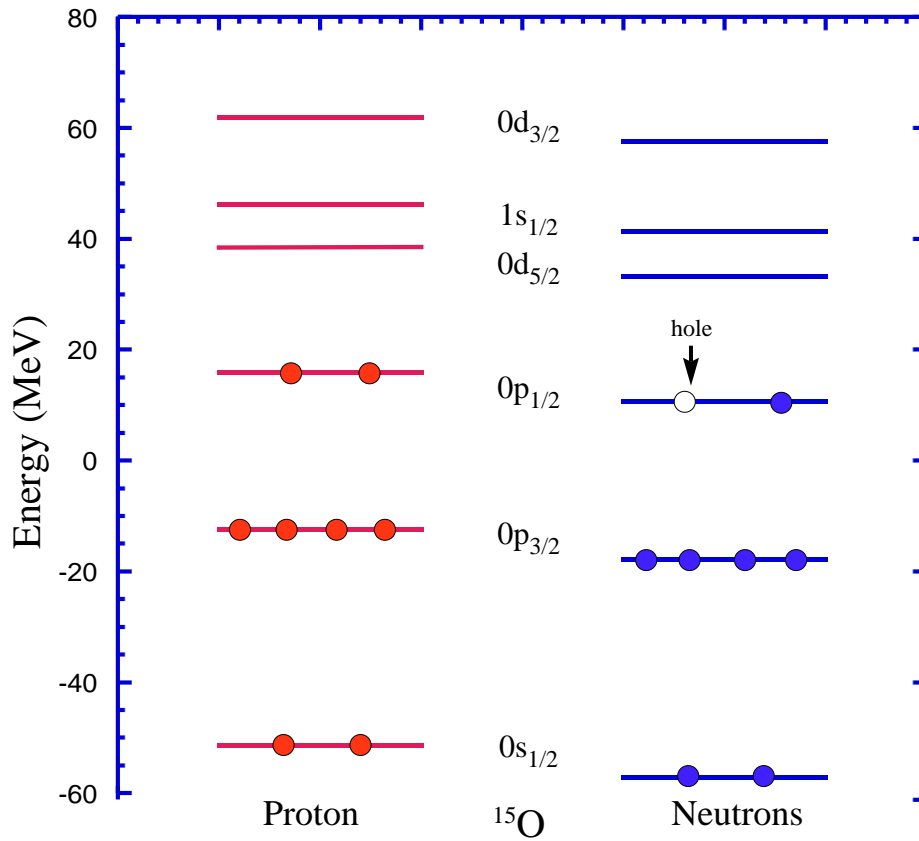 80
60
40
20
0
-20
-40
-60
Energy (MeV)
0d3/2
1s1/2
0d5/2
hole
0p1/2
0p3/2
0s1/2
Proton
15O
Neutrons